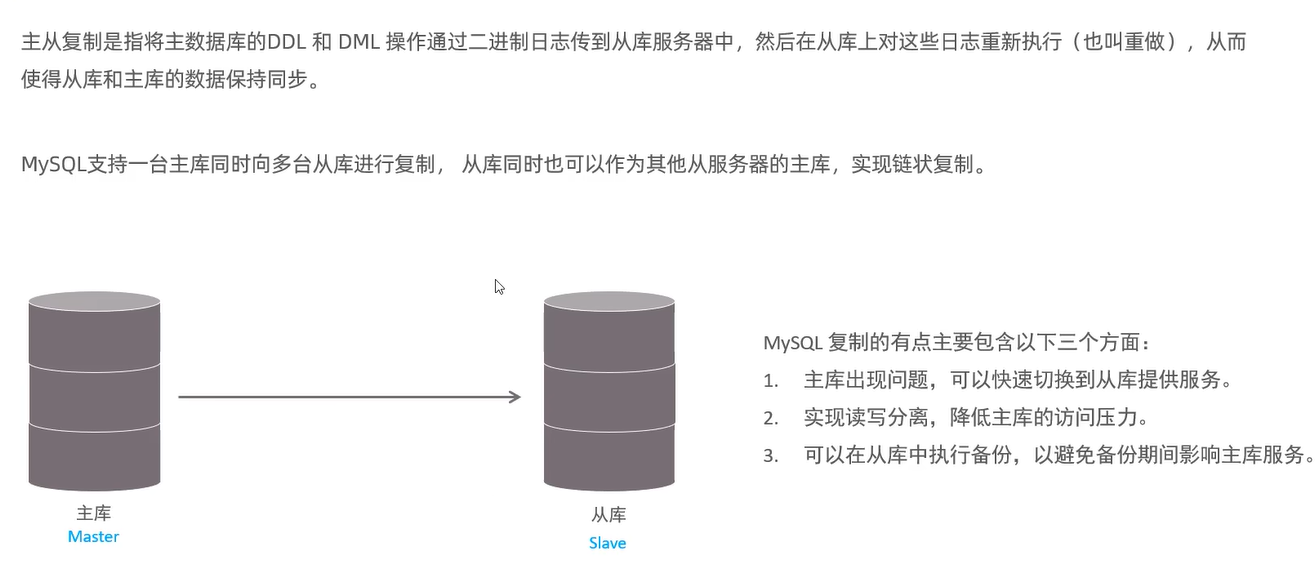 主从复制是指将主数据库的DDL 和 DML 操作通过二进制日志传到从库服务器中，然后在从库上对这些日志重新执行（也叫重做），从而
使得从库和主库的数据保持同步。
MySQL支持一台主库同时向多台从库进行复制， 从库同时也可以作为其他从服务器的主库，实现链状复制。
MySQL 复制的有点主要包含以下三个方面：
1. 主库出现问题，可以快速切换到从库提供服务。
2. 实现读写分离，降低主库的访问压力。
3. 可以在从库中执行备份，以避免备份期间影响主库服务。
主库
Master
从库
Slave